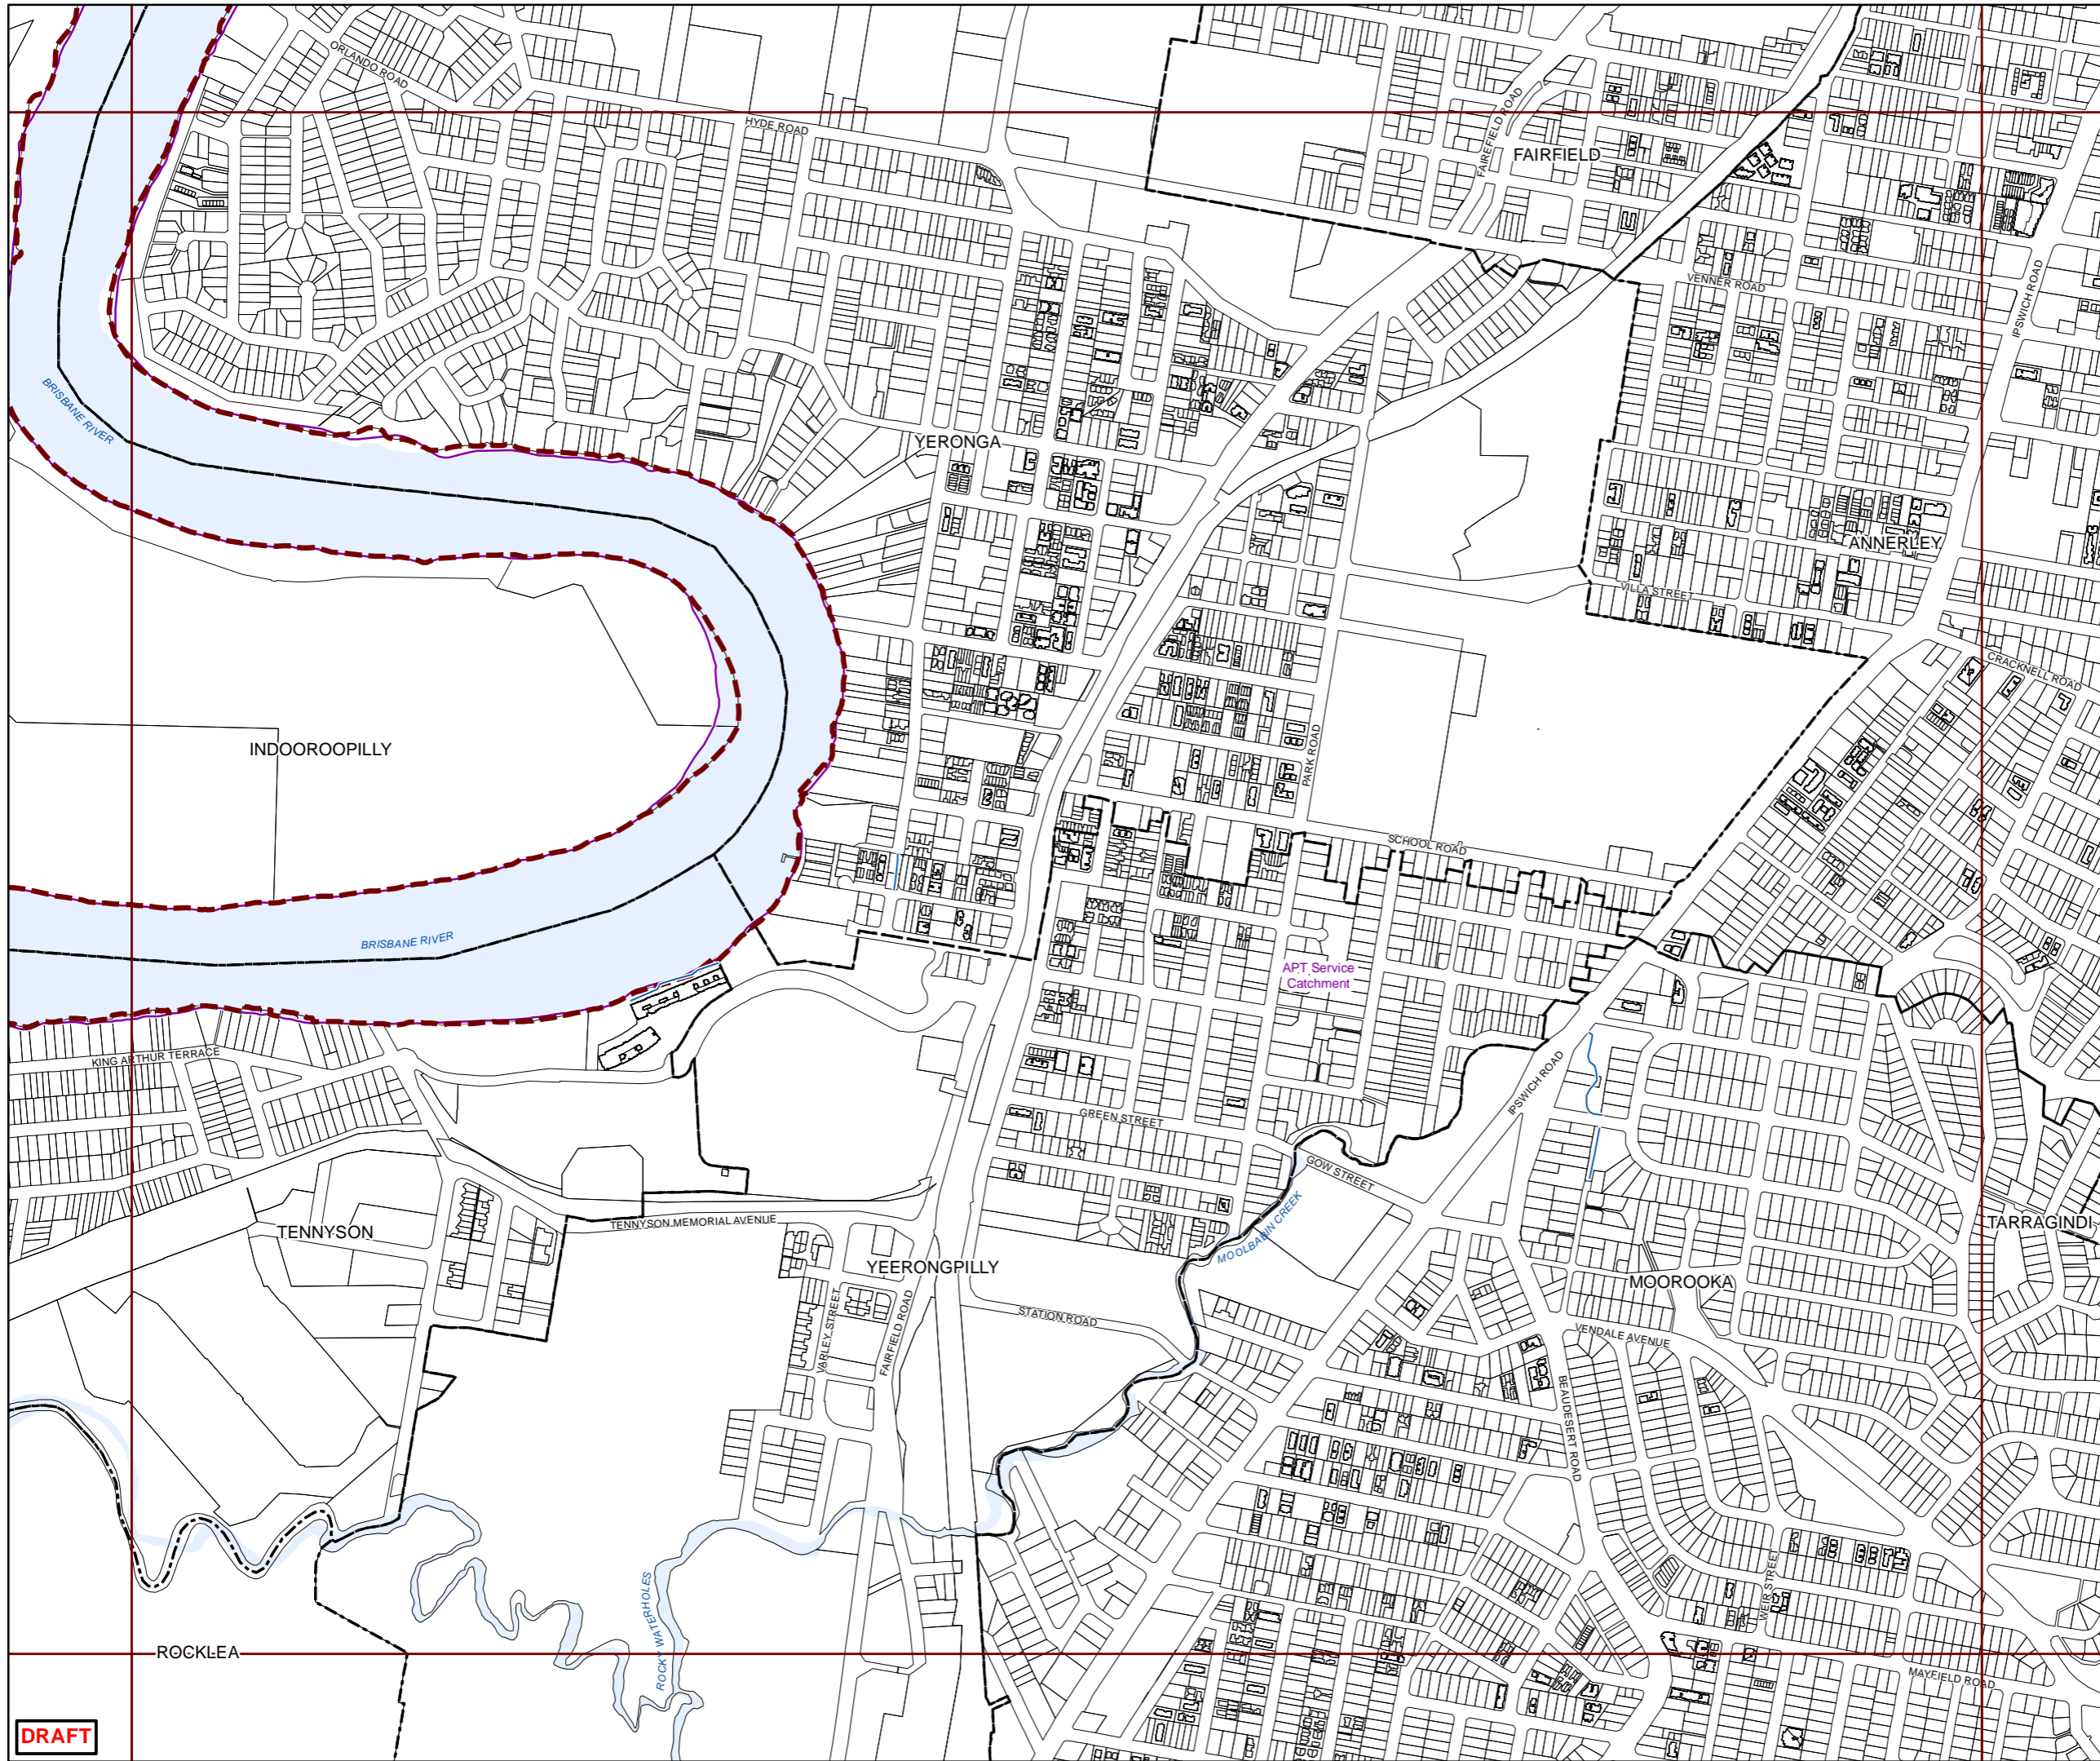 ORLANDO ROAD
HYDE ROAD
FAIREFIELD ROAD
FAIRFIELD
VENNER ROAD
IPSWICH ROAD
BRISBANE RIVER
YERONGA
ANNERLEY
VILLA STREET
CRACKNELL ROAD
INDOOROOPILLY
PARK ROAD
SCHOOL ROAD
BRISBANE RIVER
APT Service
Catchment
KING ARTHUR TERRACE
IPSWICH ROAD
GREEN STREET
GOW STREET
TENNYSON MEMORIAL AVENUE
TENNYSON
MOOLBABIN CREEK
TARRAGINDI
YEERONGPILLY
MOOROOKA
STATION ROAD
VARLEY STREET
FAIRFIELD ROAD
VENDALE AVENUE
BEAUDESERT ROAD
WEIR STREET
ROCKY WATERHOLES
ROCKLEA
MAYFIELD ROAD
DRAFT